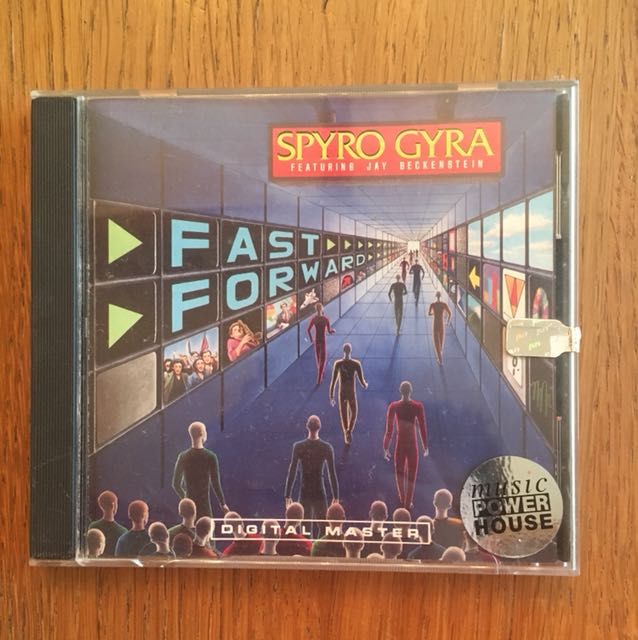 SPYRO GYRA
FEATURING JAY BECKENSTEIN
FAST
FORWARD
DIGITAL MASTER
music
POWER
HOUSE